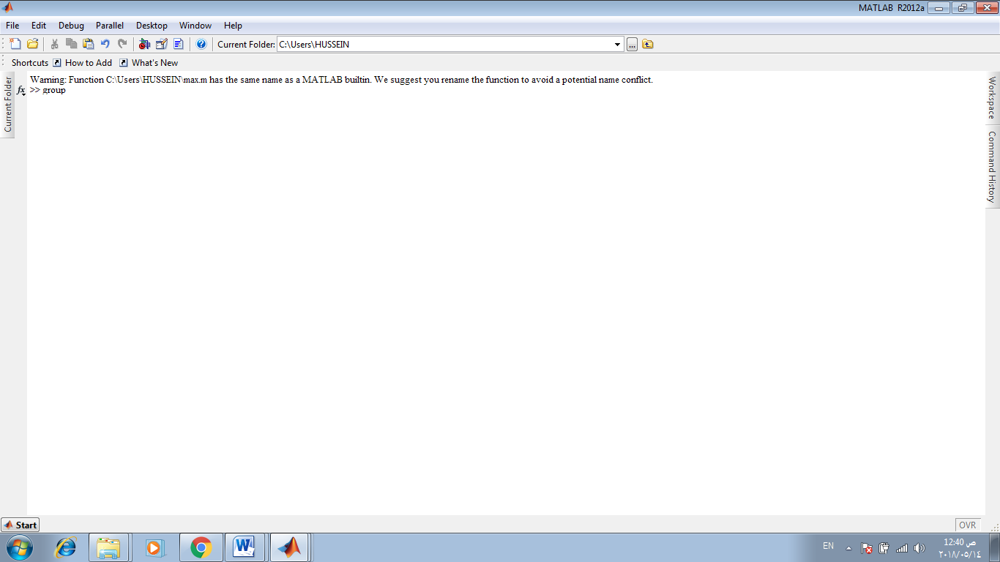 MATLAB R2012a
File Edit Debug Parallel Desktop Window Help
Current Folder: C:\Users\HUSSEIN
Shortcuts How to Add What's New
Current Folder
Warning: Function C:\Users\HUSSEIN\max.m has the same name as a MATLAB builtin. We suggest you rename the function to avoid a potential name conflict.
fx >> group
Workspace
Command History
Start OVR
EN 12:40 ص
٢٠١٨/٠٥/١٤